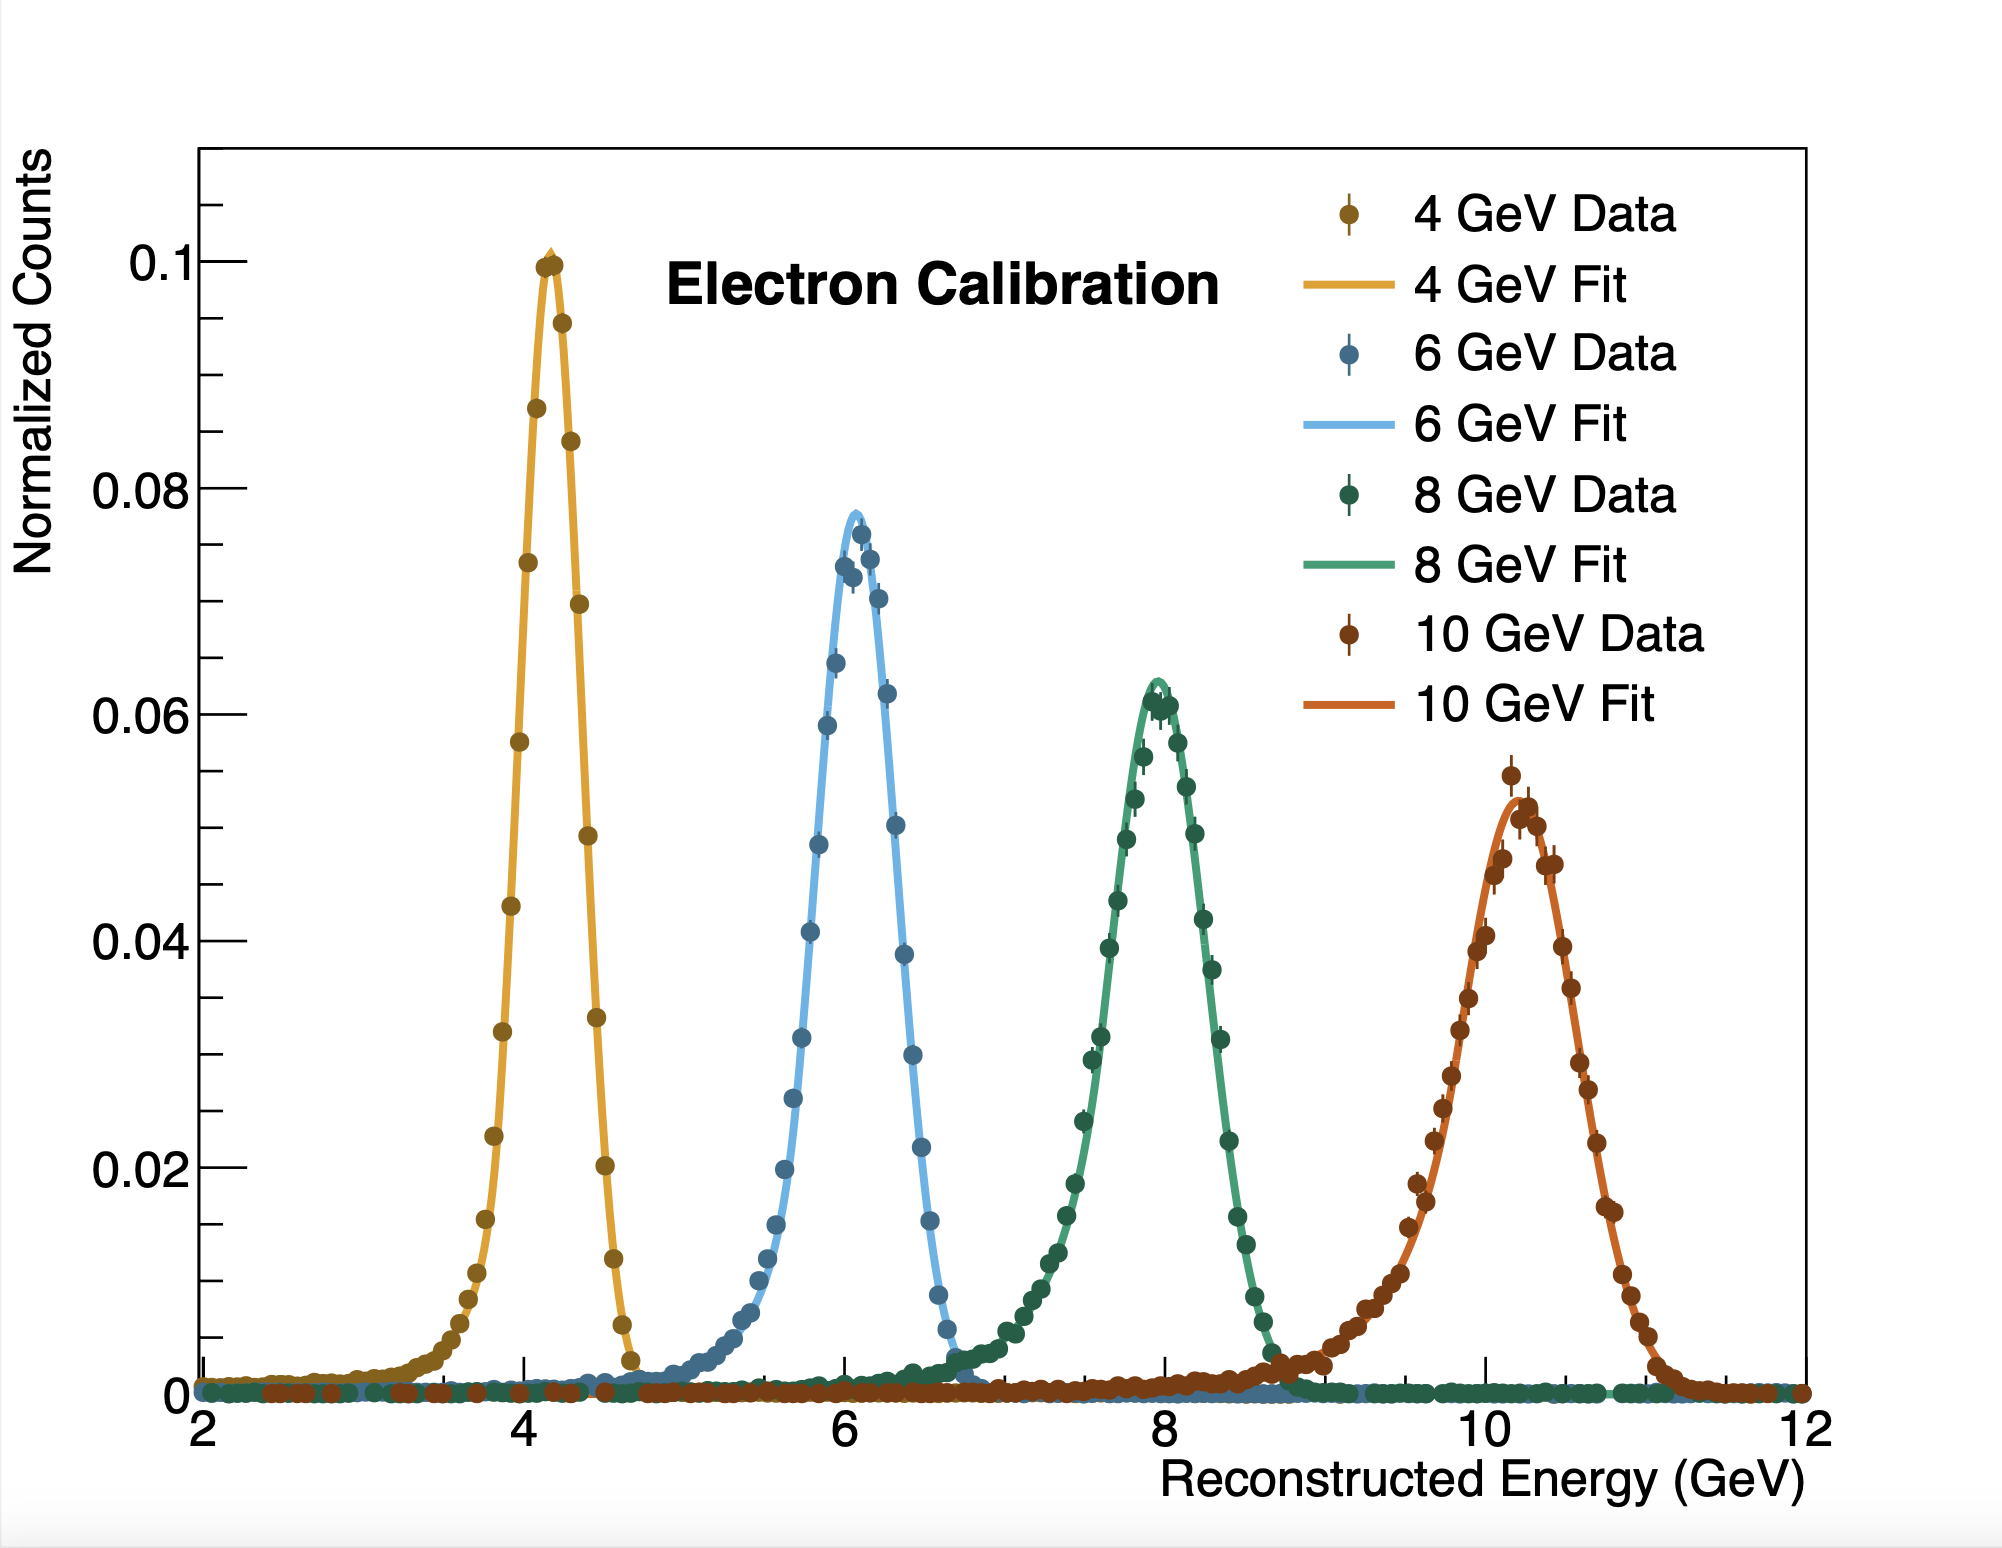 Normalized Counts
Electron Calibration
4 GeV Data
4 GeV Fit
6 GeV Data
6 GeV Fit
8 GeV Data
8 GeV Fit
10 GeV Data
10 GeV Fit
0.1
0.08
0.06
0.04
0.02
0
2 4 6 8 10 12
Reconstructed Energy (GeV)